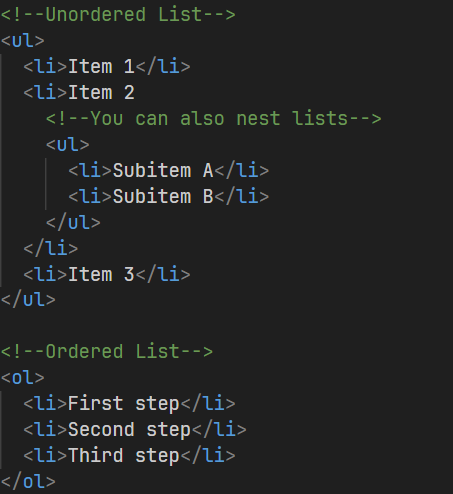 <!--Unordered List-->
<ul>
  <li>Item 1</li>
  <li>Item 2
    <!--You can also nest lists-->
    <ul>
      <li>Subitem A</li>
      <li>Subitem B</li>
    </ul>
  </li>
  <li>Item 3</li>
</ul>

<!--Ordered List-->
<ol>
  <li>First step</li>
  <li>Second step</li>
  <li>Third step</li>
</ol>